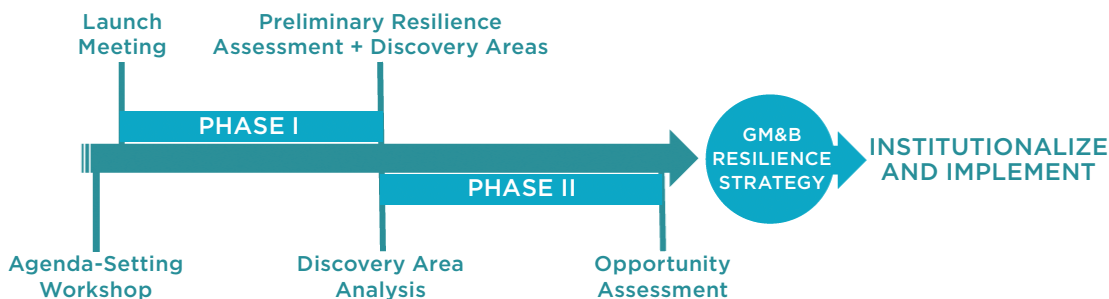 Launch
Meeting
Preliminary Resilience
Assessment + Discovery Areas
PHASE I
GM&B
RESILIENCE
STRATEGY
INSTITUTIONALIZE
AND IMPLEMENT
PHASE II
Agenda-Setting
Workshop
Discovery Area
Analysis
Opportunity
Assessment